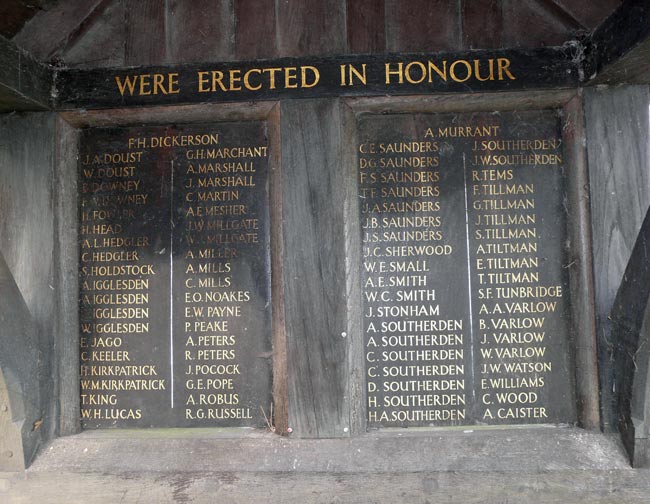 WERE ERECTED IN HONOUR
F.H. DICKERSON
J.A DOUST
W. DOUST
DOWNEY
DOWNEY
H. FOWLER
H. HEAD
A.L. HEDGLER
C. HEDGLER
S. HOLDSTOCK
A. IGGLESDEN
A. IGGLESDEN
IGGLESDEN
W. IGGLESDEN
E. JAGO
C. KEELER
H. KIRKPATRICK
W.M. KIRKPATRICK
T. KING
W.H. LUCAS
G.H. MARCHANT
A. MARSHALL
J. MARSHALL
C. MARTIN
A.E MESHER
J.W MILLGATE
MILLGATE
A. MILLER
A. MILLS
C. MILLS
E.O. NOAKES
E.W. PAYNE
P. PEAKE
A. PETERS
R. PETERS
J. POCOCK
G.E. POPE
A. ROBUS
R.G. RUSSELL
A. MURRANT
C.E SAUNDERS
D.G. SAUNDERS
F.S. SAUNDERS
T.F. SAUNDERS
J.A SAUNDERS
J.B. SAUNDERS
J.S. SAUNDERS
J.C. SHERWOOD
W.E. SMALL
A.E. SMITH
W.C. SMITH
J. STONHAM
A. SOUTHERDEN
A. SOUTHERDEN
C. SOUTHERDEN
C. SOUTHERDEN
D. SOUTHERDEN
H. SOUTHERDEN
H.A. SOUTHERDEN
J. SOUTHERDEN
J.W. SOUTHERDEN
R. TEMS
F. TILLMAN
G. TILLMAN
J. TILLMAN
S. TILLMAN
A. TILTMAN
E. TILTMAN
T. TILTMAN
S.F. TUNBRIDGE
A.A. VARLOW
B. VARLOW
J. VARLOW
W. VARLOW
J.W. WATSON
E. WILLIAMS
C. WOOD
A. CAISTER